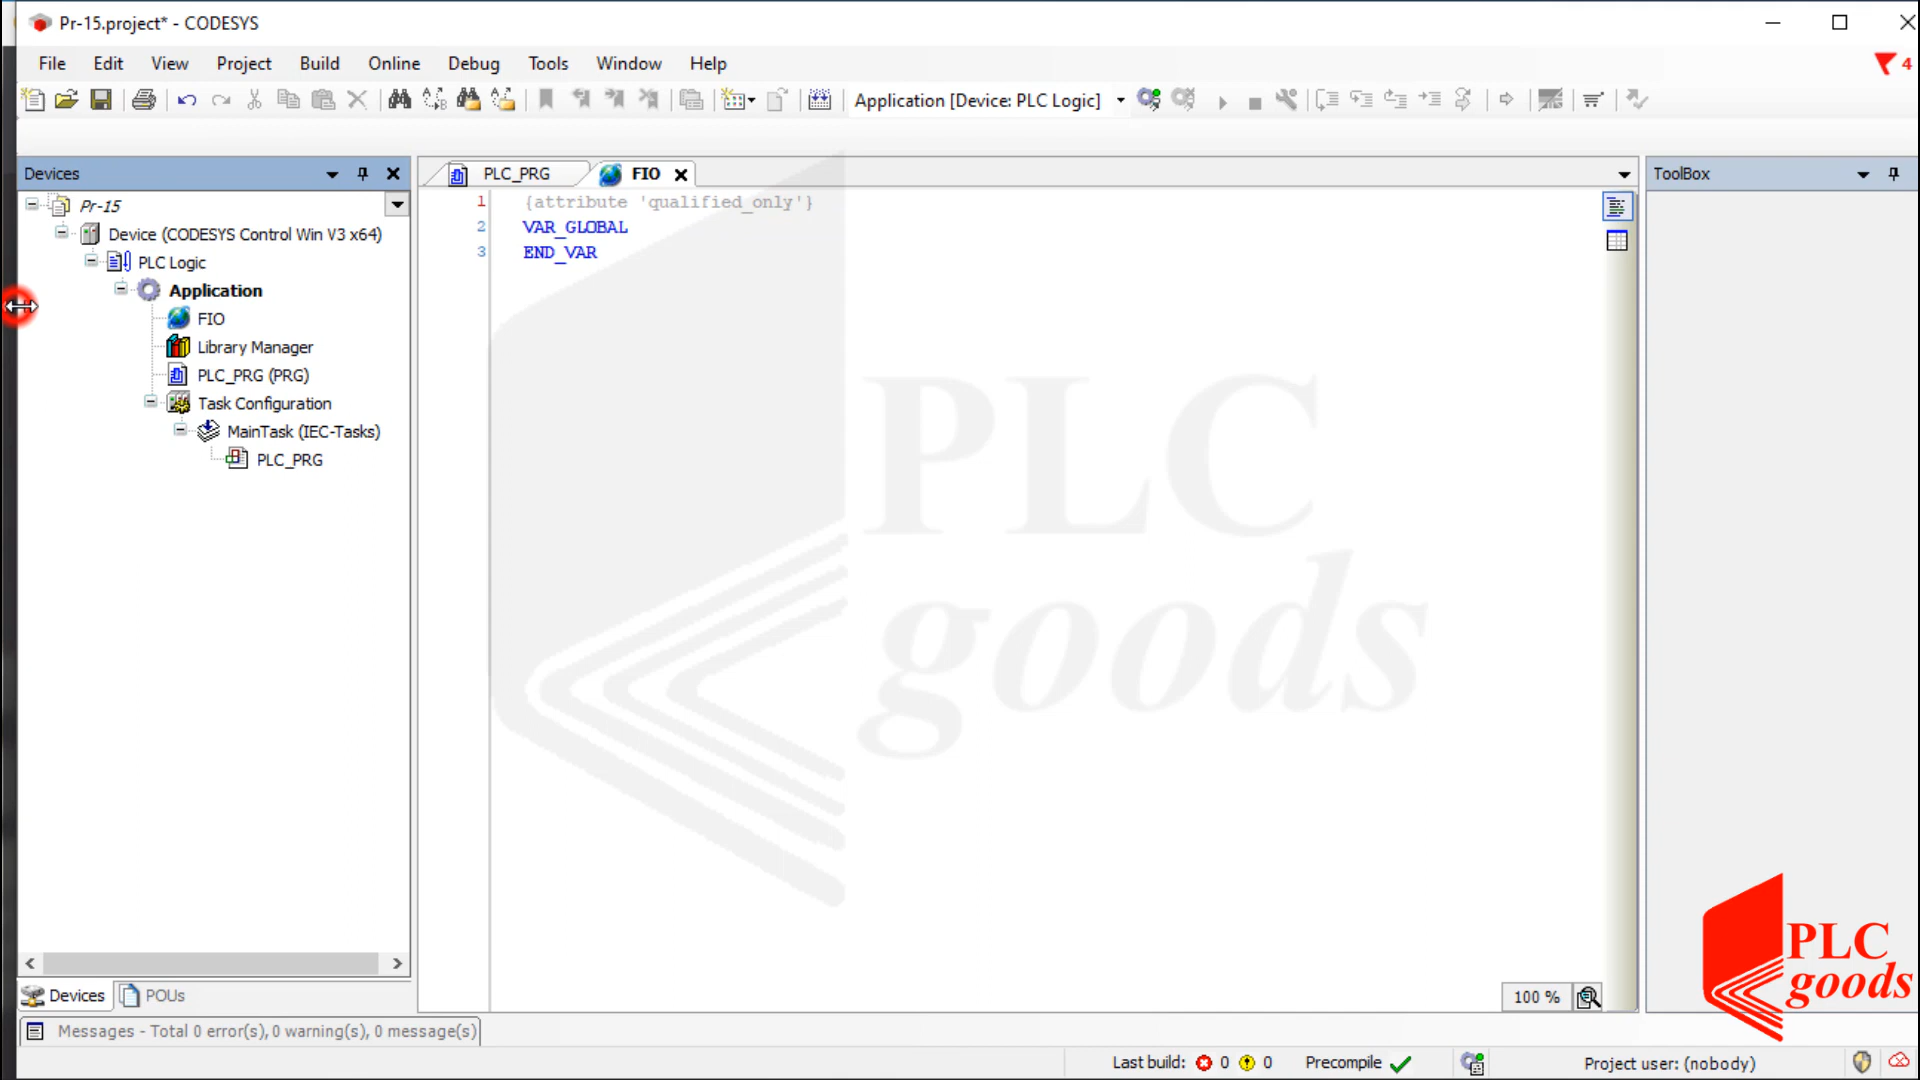 Pr-15.project* - CODESYS
File Edit View Project Build Online Debug Tools Window Help
4
Application [Device: PLC Logic]
Devices
PLC_PRG
FIO
ToolBox
Pr-15
Device (CODESYS Control Win V3 x64)
PLC Logic
Application
FIO
Library Manager
PLC_PRG (PRG)
Task Configuration
MainTask (IEC-Tasks)
PLC_PRG
1 {attribute 'qualified_only'}
2 VAR_GLOBAL
3 END_VAR
PLC
goods
100 %
PLC
goods
Devices
POUs
Messages - Total 0 error(s), 0 warning(s), 0 message(s)
Last build: 0 0 Precompile
Project user: (nobody)